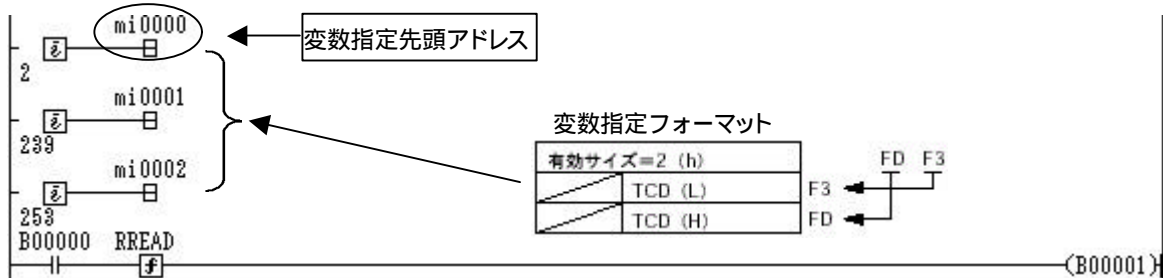 mi0000
変数指定先頭アドレス
i
2
mi0001
i
239
mi0002
i
253
変数指定フォーマット
有効サイズ=2 (h)
TCD (L)
TCD (H)
FD F3
F3
FD
B00000 RREAD
f
(B00001)